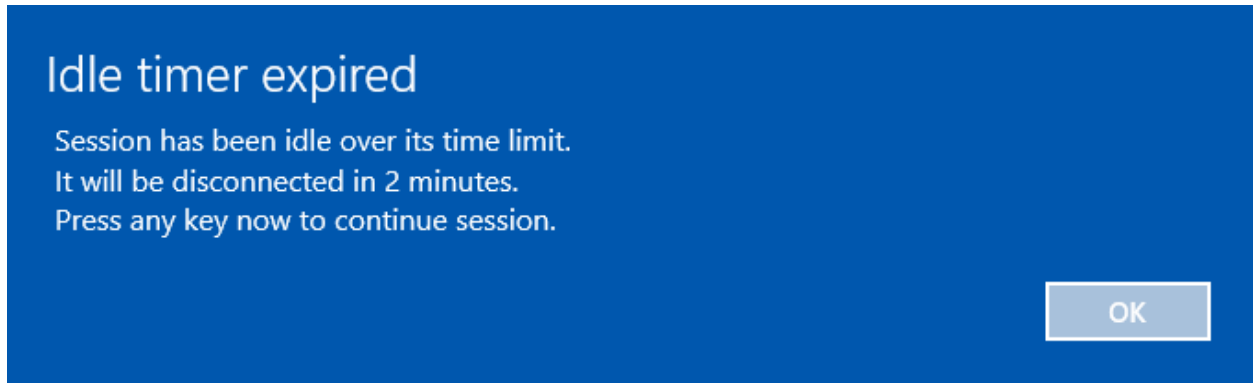 Idle timer expired
Session has been idle over its time limit.
It will be disconnected in 2 minutes.
Press any key now to continue session.
OK